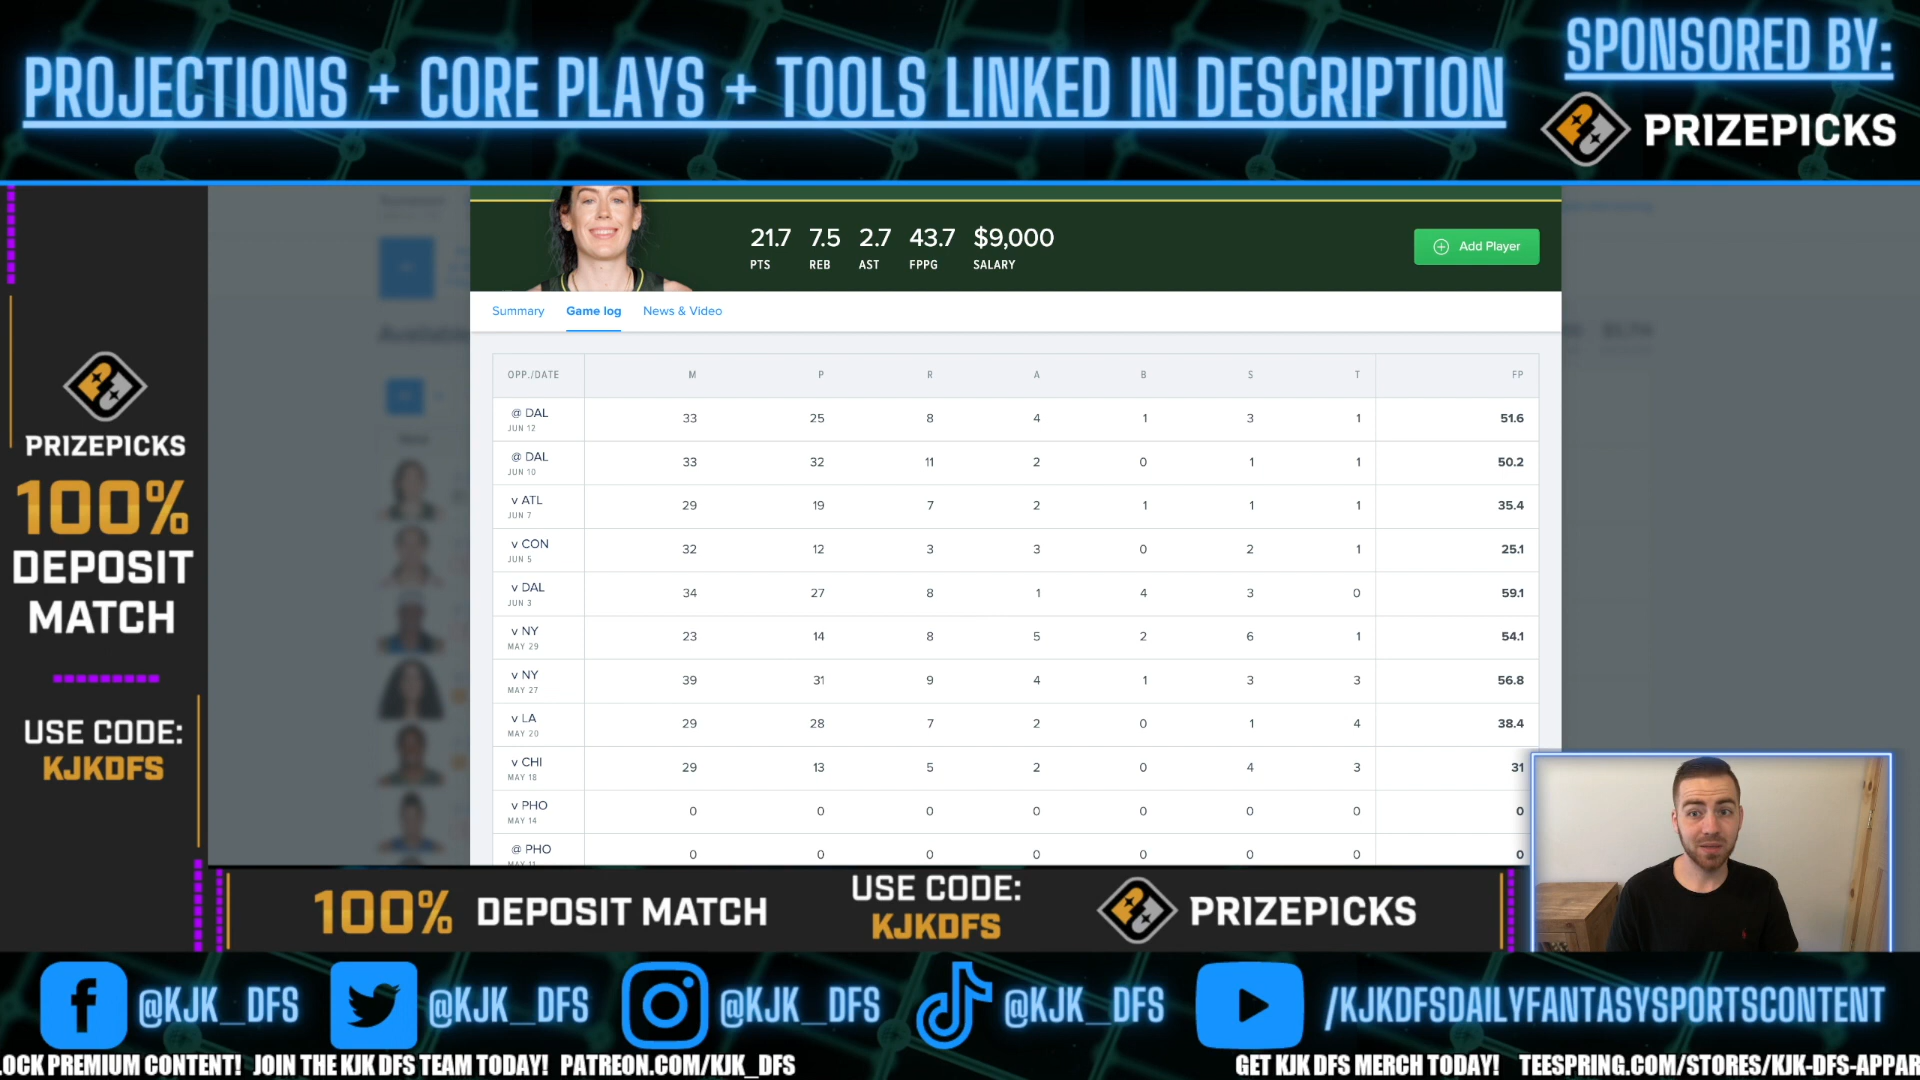 PROJECTIONS + CORE PLAYS + TOOLS LINKED IN DESCRIPTION
SPONSORED BY:
PRIZEPICKS
21.7 7.5 2.7 43.7 $9,000
PTS REB AST FPPG SALARY
Add Player
Summary Game log News & Video
OPP./DATE M P R A B S T FP
@ DAL JUN 12 33 25 8 4 1 3 1 51.6
@ DAL JUN 10 33 32 11 2 0 1 1 50.2
v ATL JUN 7 29 19 7 2 1 1 1 35.4
v CON JUN 5 32 12 3 3 0 2 1 25.1
v DAL JUN 3 34 27 8 1 4 3 0 59.1
v NY MAY 29 23 14 8 5 2 6 1 54.1
v NY MAY 27 39 31 9 4 1 3 3 56.8
v LA MAY 20 29 28 7 2 0 1 4 38.4
v CHI MAY 18 29 13 5 2 0 4 3 31
v PHO MAY 14 0 0 0 0 0 0 0 0
@ PHO MAY 11 0 0 0 0 0 0 0 0
PRIZEPICKS
100%
DEPOSIT
MATCH
USE CODE:
KJKDFS
100% DEPOSIT MATCH
USE CODE:
KJKDFS
PRIZEPICKS
@KJK_DFS @KJK_DFS @KJK_DFS @KJK_DFS /KJKDFSDAILYFANTASYSPORTSCONTENT
LOCK PREMIUM CONTENT! JOIN THE KJK DFS TEAM TODAY! PATREON.COM/KJK_DFS
GET KJK DFS MERCH TODAY! TEESPRING.COM/STORES/KJK-DFS-APPAR